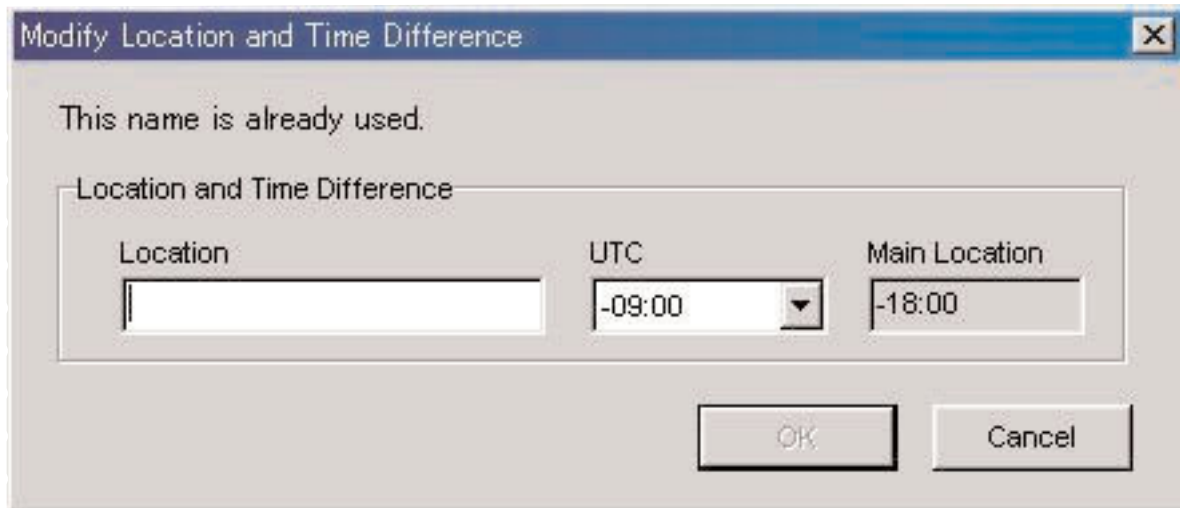 Modify Location and Time Difference
This name is already used.
Location and Time Difference
Location UTC Main Location
-09:00 -18:00
OK Cancel